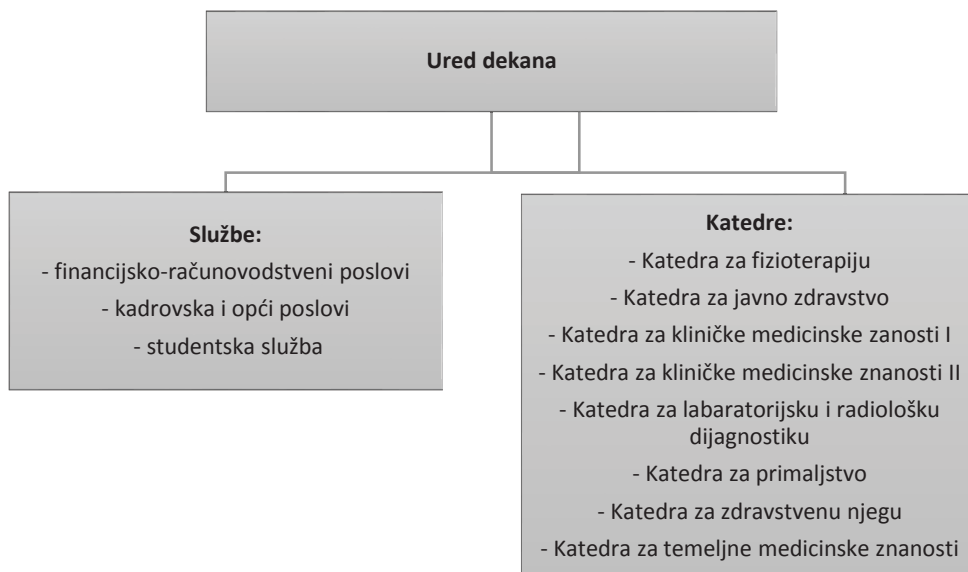 Ured dekana
Službe:
- financijsko-računovodstveni poslovi
- kadrovska i opći poslovi
- studentska služba
Katedre:
- Katedra za fizioterapiju
- Katedra za javno zdravstvo
- Katedra za kliničke medicinske zanosti I
- Katedra za kliničke medicinske znanosti II
- Katedra za labaratorijsku i radiološku
dijagnostiku
- Katedra za primaljstvo
- Katedra za zdravstvenu njegu
- Katedra za temeljne medicinske znanosti